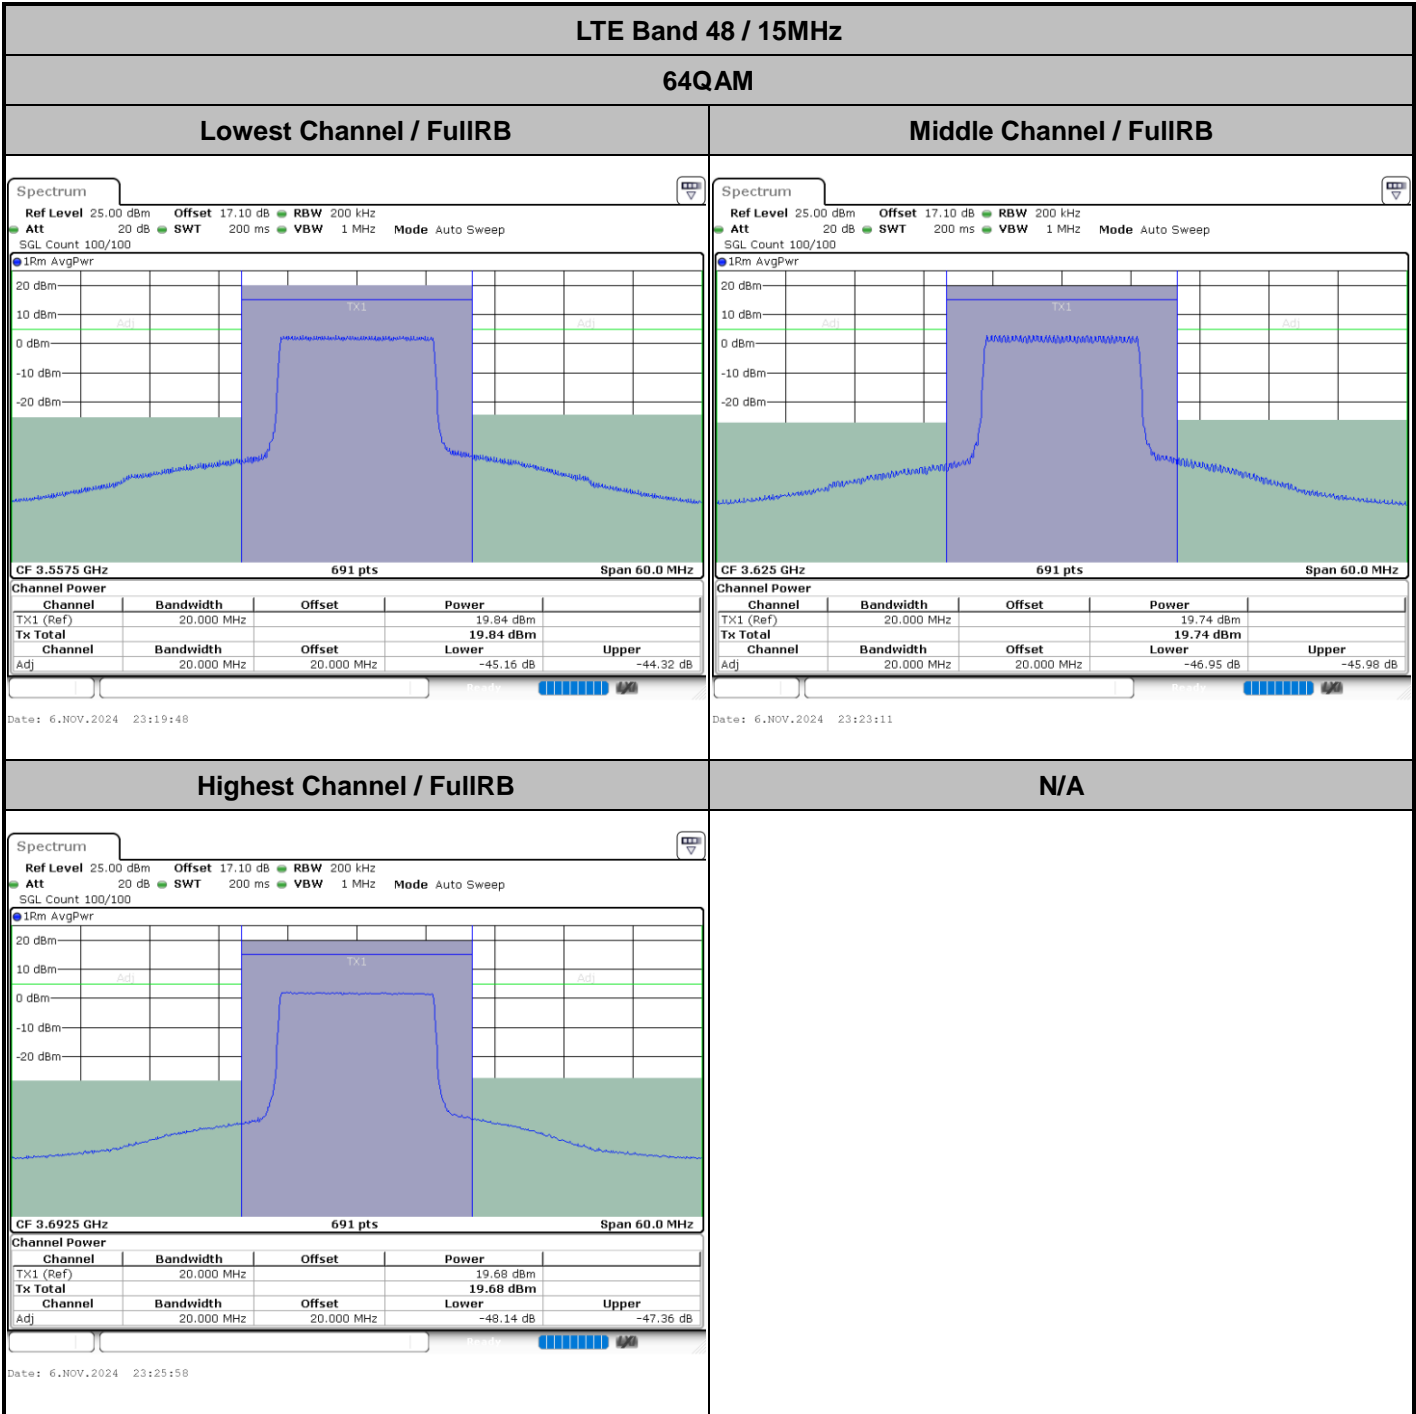 LTE Band 48 / 15MHz
64QAM
Lowest Channel / FullRB
Middle Channel / FullRB
Spectrum
Ref Level 25.00 dBm Offset 17.10 dB RBW 200 kHz
Att 20 dB SWT 200 ms VBW 1 MHz Mode Auto Sweep
SGL Count 100/100
1Rm AvgPwr
20 dBm
10 dBm
0 dBm
-10 dBm
-20 dBm
Adj
TX1
Adj
CF 3.5575 GHz 691 pts Span 60.0 MHz
Channel Power
Channel Bandwidth Offset Power
TX1 (Ref) 20.000 MHz 19.84 dBm
Tx Total 19.84 dBm
Channel Bandwidth Offset Lower Upper
Adj 20.000 MHz 20.000 MHz -45.16 dB -44.32 dB
Ready
Date: 6.NOV.2024 23:19:48
Spectrum
Ref Level 25.00 dBm Offset 17.10 dB RBW 200 kHz
Att 20 dB SWT 200 ms VBW 1 MHz Mode Auto Sweep
SGL Count 100/100
1Rm AvgPwr
20 dBm
10 dBm
0 dBm
-10 dBm
-20 dBm
Adj
TX1
Adj
CF 3.625 GHz 691 pts Span 60.0 MHz
Channel Power
Channel Bandwidth Offset Power
TX1 (Ref) 20.000 MHz 19.74 dBm
Tx Total 19.74 dBm
Channel Bandwidth Offset Lower Upper
Adj 20.000 MHz 20.000 MHz -46.95 dB -45.98 dB
Ready
Date: 6.NOV.2024 23:23:11
Highest Channel / FullRB
N/A
Spectrum
Ref Level 25.00 dBm Offset 17.10 dB RBW 200 kHz
Att 20 dB SWT 200 ms VBW 1 MHz Mode Auto Sweep
SGL Count 100/100
1Rm AvgPwr
20 dBm
10 dBm
0 dBm
-10 dBm
-20 dBm
Adj
TX1
Adj
CF 3.6925 GHz 691 pts Span 60.0 MHz
Channel Power
Channel Bandwidth Offset Power
TX1 (Ref) 20.000 MHz 19.68 dBm
Tx Total 19.68 dBm
Channel Bandwidth Offset Lower Upper
Adj 20.000 MHz 20.000 MHz -48.14 dB -47.36 dB
Ready
Date: 6.NOV.2024 23:25:58